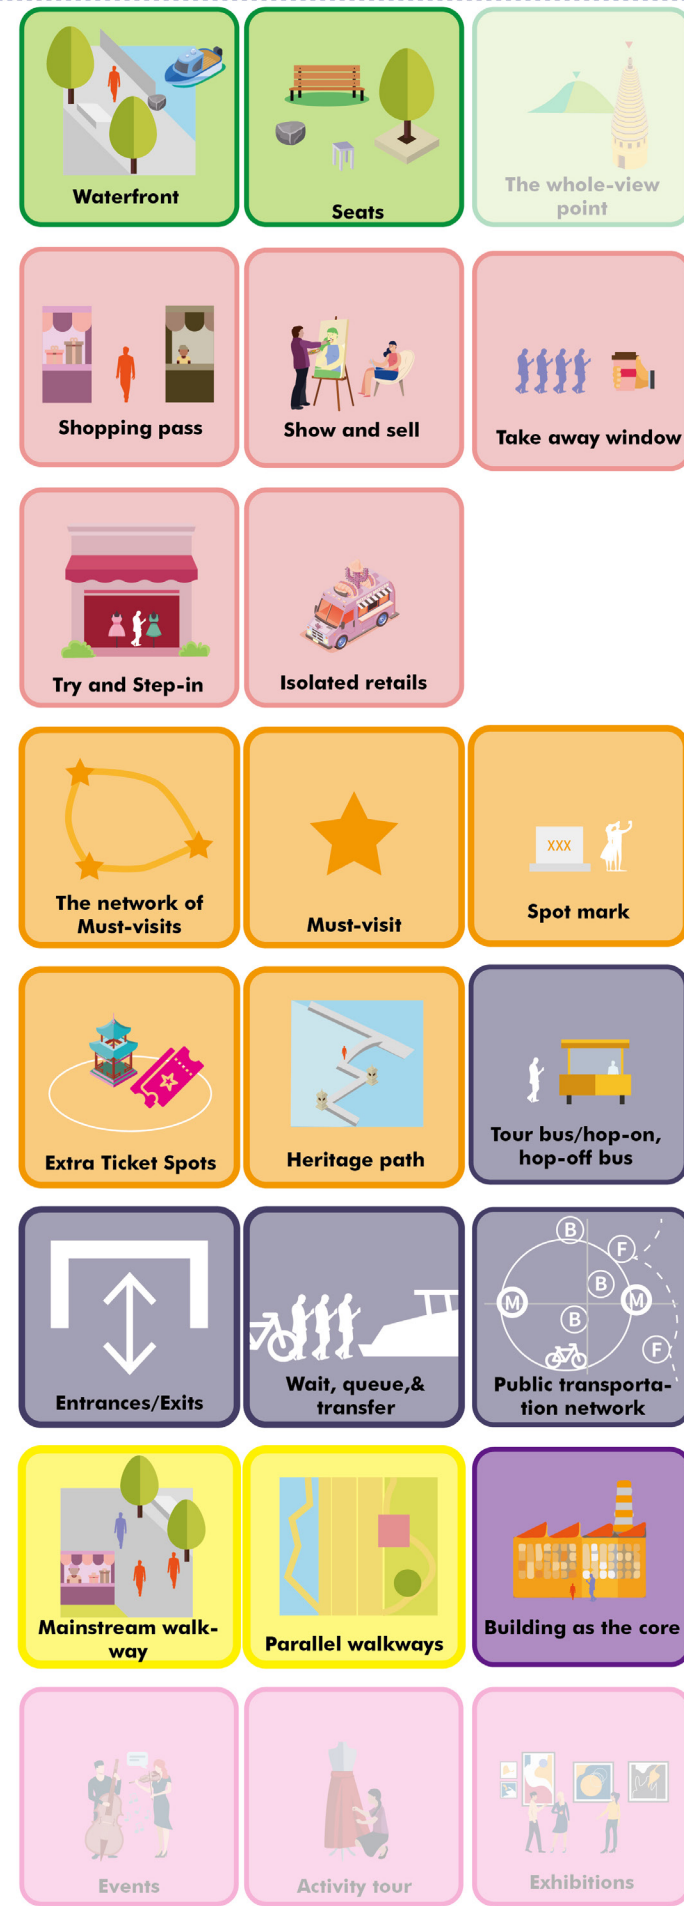 Waterfront
Seats
The whole-view
point
Shopping pass
Show and sell
Take away window
Try and Step-in
Isolated retails
The network of
Must-visits
Must-visit
XXX
Spot mark
Extra Ticket Spots
Heritage path
Tour bus/hop-on,
hop-off bus
Entrances/Exits
Wait, queue,&
transfer
B
F
B
M
M
B
F
Public transporta-
tion network
Mainstream walk-
way
Parallel walkways
Building as the core
Events
Activity tour
Exhibitions